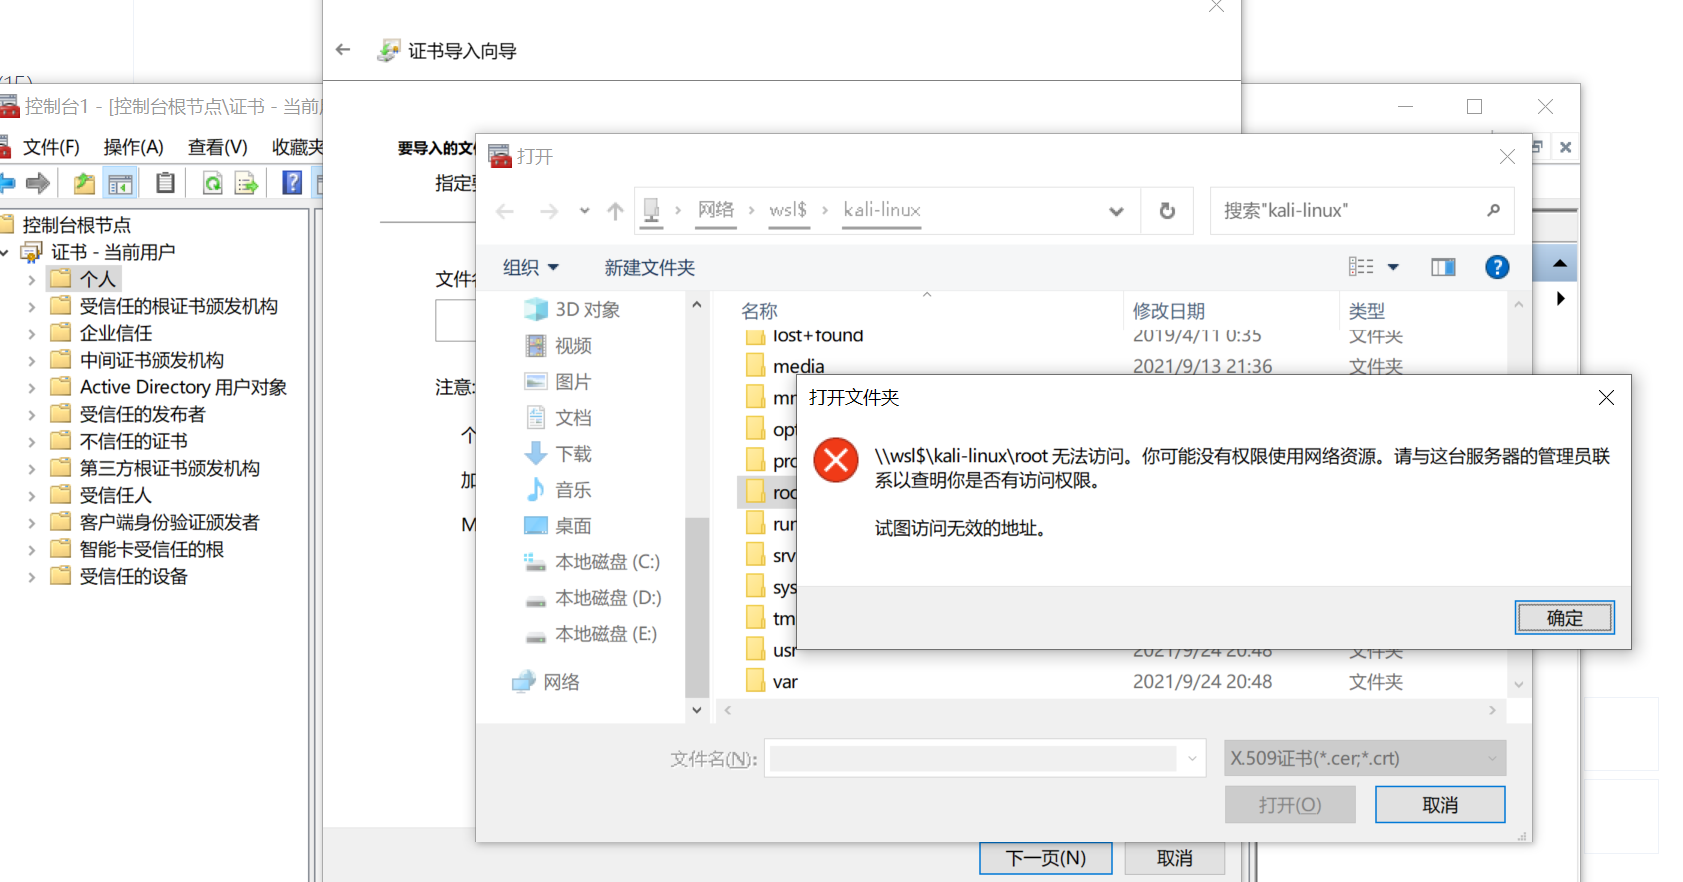 证书导入向导
控制台1 - [控制台根节点\证书 - 当前
文件(F) 操作(A) 查看(V) 收藏夹
控制台根节点
证书 - 当前用户
个人
受信任的根证书颁发机构
企业信任
中间证书颁发机构
Active Directory 用户对象
受信任的发布者
不信任的证书
第三方根证书颁发机构
受信任人
客户端身份验证颁发者
智能卡受信任的根
受信任的设备
要导入的文
指定
文件
注意:
个
加
M
打开
网络 > wsl$ > kali-linux
搜索"kali-linux"
组织 新建文件夹
3D 对象
视频
图片
文档
下载
音乐
桌面
本地磁盘 (C:)
本地磁盘 (D:)
本地磁盘 (E:)
网络
名称 修改日期 类型
lost+found 2019/4/11 0:35 文件夹
media 2021/9/13 21:36 文件夹
opt
roo
run
srv
sys
tm
usr 2021/9/24 20:48 文件夹
var 2021/9/24 20:48 文件夹
打开文件夹
\\wsl$\kali-linux\root 无法访问。你可能没有权限使用网络资源。请与这台服务器的管理员联
系以查明你是否有访问权限。
试图访问无效的地址。
确定
文件名(N):
X.509证书(*.cer;*.crt)
打开(O) 取消
下一页(N) 取消